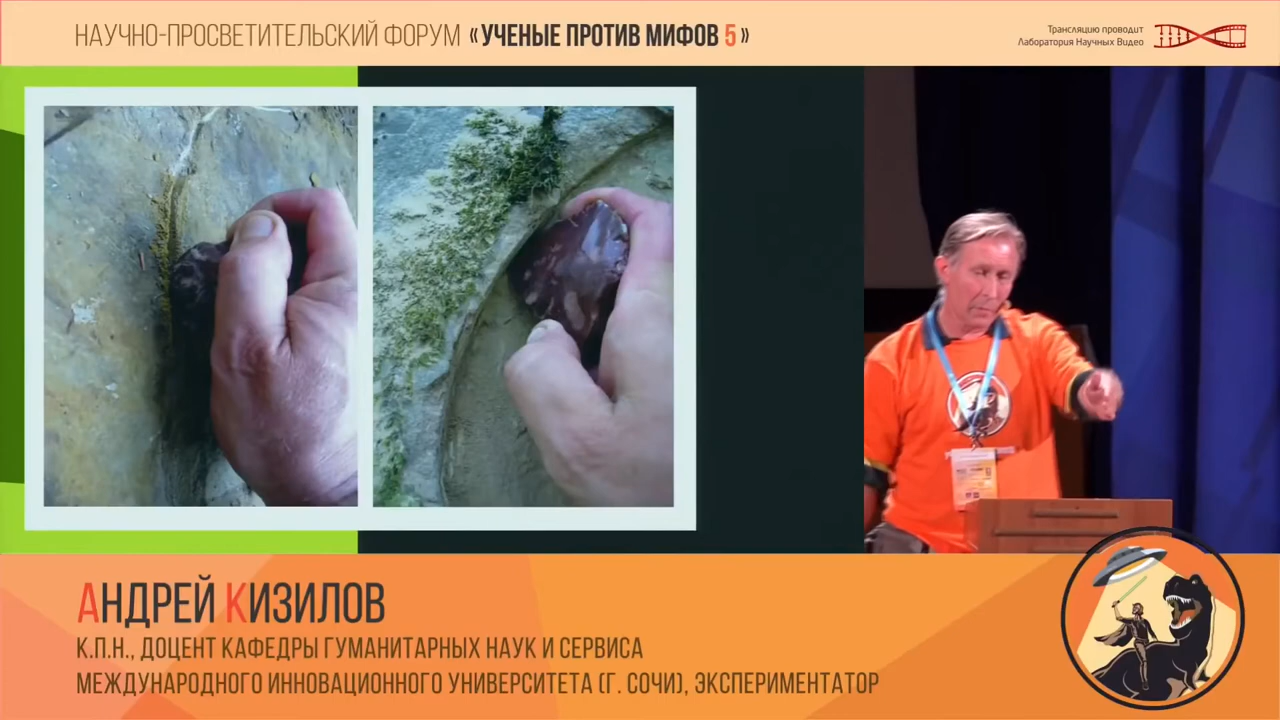 НАУЧНО-ПРОСВЕТИТЕЛЬСКИЙ ФОРУМ «УЧЕНЫЕ ПРОТИВ МИФОВ 5»
Трансляцию проводит
Лаборатория Научных Видео
АНДРЕЙ КИЗИЛОВ
К.П.Н., ДОЦЕНТ КАФЕДРЫ ГУМАНИТАРНЫХ НАУК И СЕРВИСА
МЕЖДУНАРОДНОГО ИННОВАЦИОННОГО УНИВЕРСИТЕТА (Г. СОЧИ), ЭКСПЕРИМЕНТАТОР